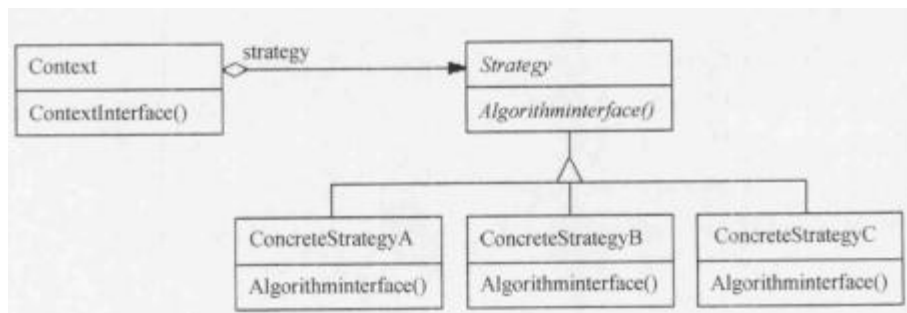 Context
ContextInterface()
strategy
Strategy
Algorithminterface()
ConcreteStrategyA
Algorithminterface()
ConcreteStrategyB
Algorithminterface()
ConcreteStrategyC
Algorithminterface()